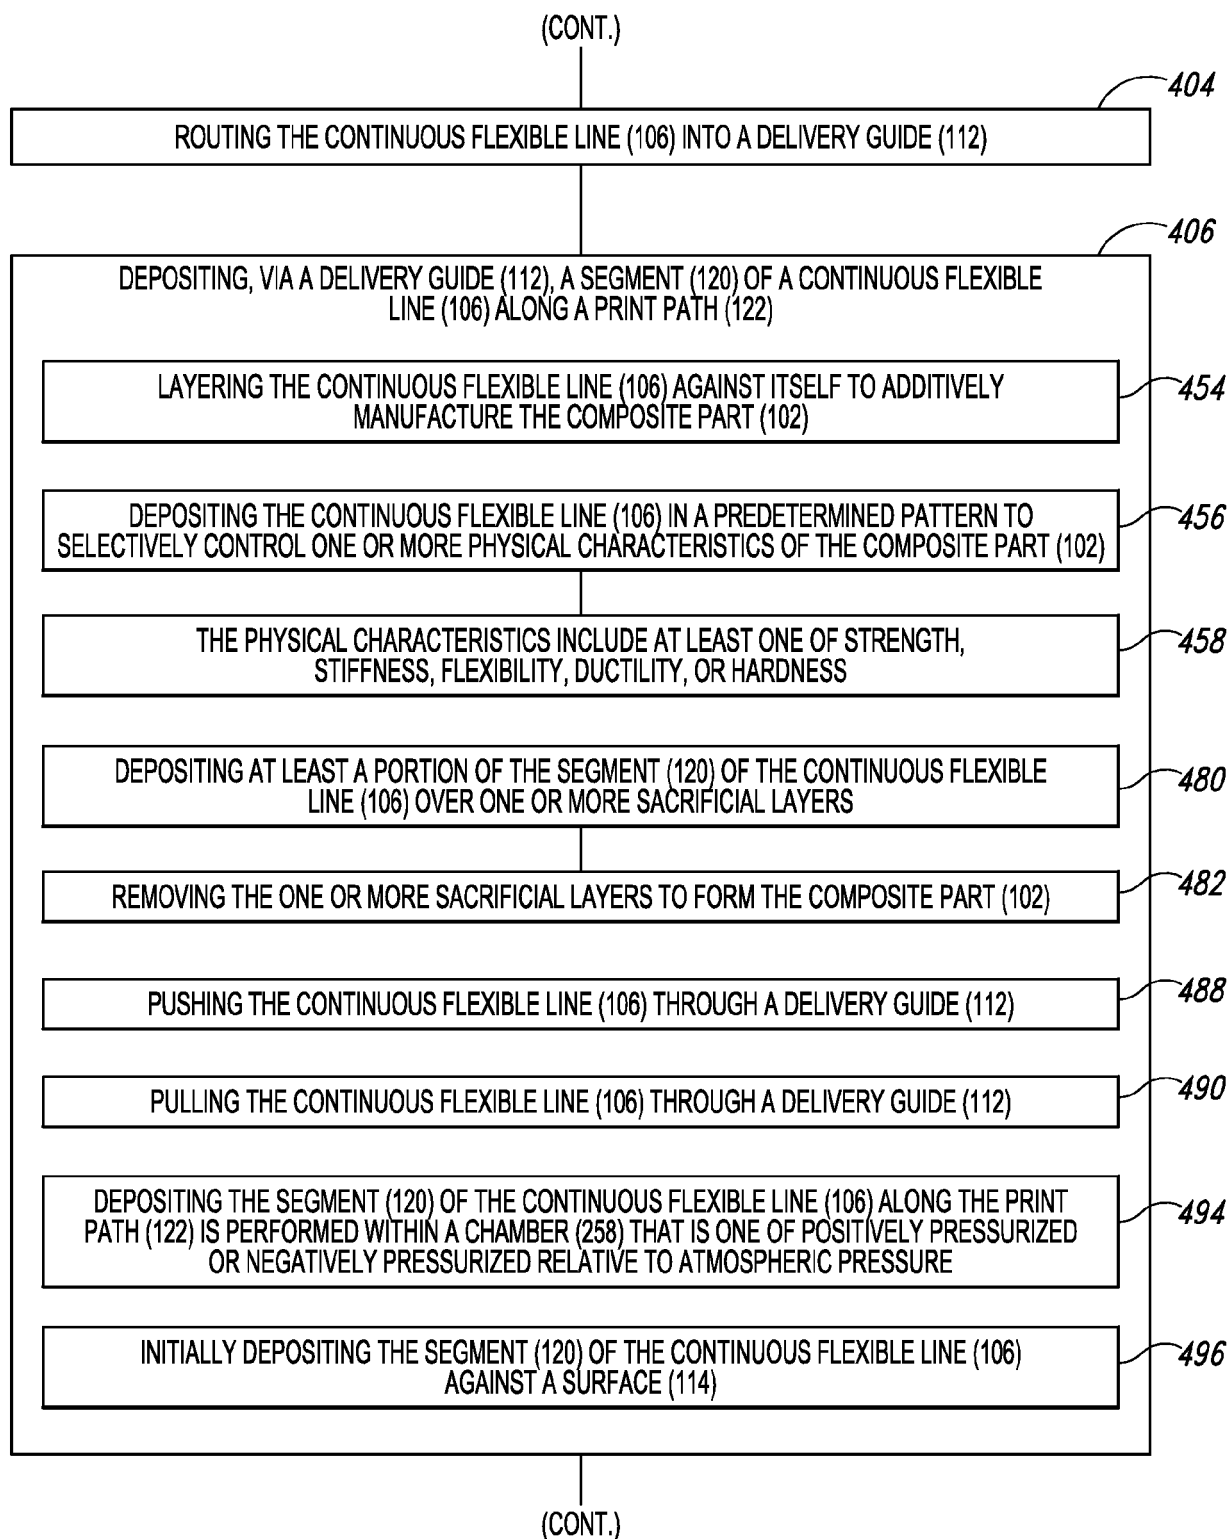 (CONT.)
404
ROUTING THE CONTINUOUS FLEXIBLE LINE (106) INTO A DELIVERY GUIDE (112)
406
DEPOSITING, VIA A DELIVERY GUIDE (112), A SEGMENT (120) OF A CONTINUOUS FLEXIBLE
LINE (106) ALONG A PRINT PATH (122)
LAYERING THE CONTINUOUS FLEXIBLE LINE (106) AGAINST ITSELF TO ADDITIVELY
MANUFACTURE THE COMPOSITE PART (102)
454
DEPOSITING THE CONTINUOUS FLEXIBLE LINE (106) IN A PREDETERMINED PATTERN TO
SELECTIVELY CONTROL ONE OR MORE PHYSICAL CHARACTERISTICS OF THE COMPOSITE PART (102)
456
THE PHYSICAL CHARACTERISTICS INCLUDE AT LEAST ONE OF STRENGTH,
STIFFNESS, FLEXIBILITY, DUCTILITY, OR HARDNESS
458
DEPOSITING AT LEAST A PORTION OF THE SEGMENT (120) OF THE CONTINUOUS FLEXIBLE
LINE (106) OVER ONE OR MORE SACRIFICIAL LAYERS
480
REMOVING THE ONE OR MORE SACRIFICIAL LAYERS TO FORM THE COMPOSITE PART (102)
482
PUSHING THE CONTINUOUS FLEXIBLE LINE (106) THROUGH A DELIVERY GUIDE (112)
488
PULLING THE CONTINUOUS FLEXIBLE LINE (106) THROUGH A DELIVERY GUIDE (112)
490
DEPOSITING THE SEGMENT (120) OF THE CONTINUOUS FLEXIBLE LINE (106) ALONG THE PRINT
PATH (122) IS PERFORMED WITHIN A CHAMBER (258) THAT IS ONE OF POSITIVELY PRESSURIZED
OR NEGATIVELY PRESSURIZED RELATIVE TO ATMOSPHERIC PRESSURE
494
INITIALLY DEPOSITING THE SEGMENT (120) OF THE CONTINUOUS FLEXIBLE LINE (106)
AGAINST A SURFACE (114)
496
(CONT.)